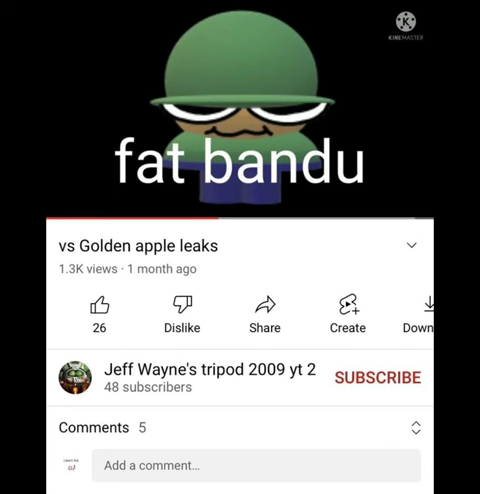 KINEMASTER
fat bandu
vs Golden apple leaks
1.3K views · 1 month ago
26 Dislike Share Create Down
Jeff Wayne's tripod 2009 yt 2
48 subscribers
SUBSCRIBE
Comments 5
Add a comment...